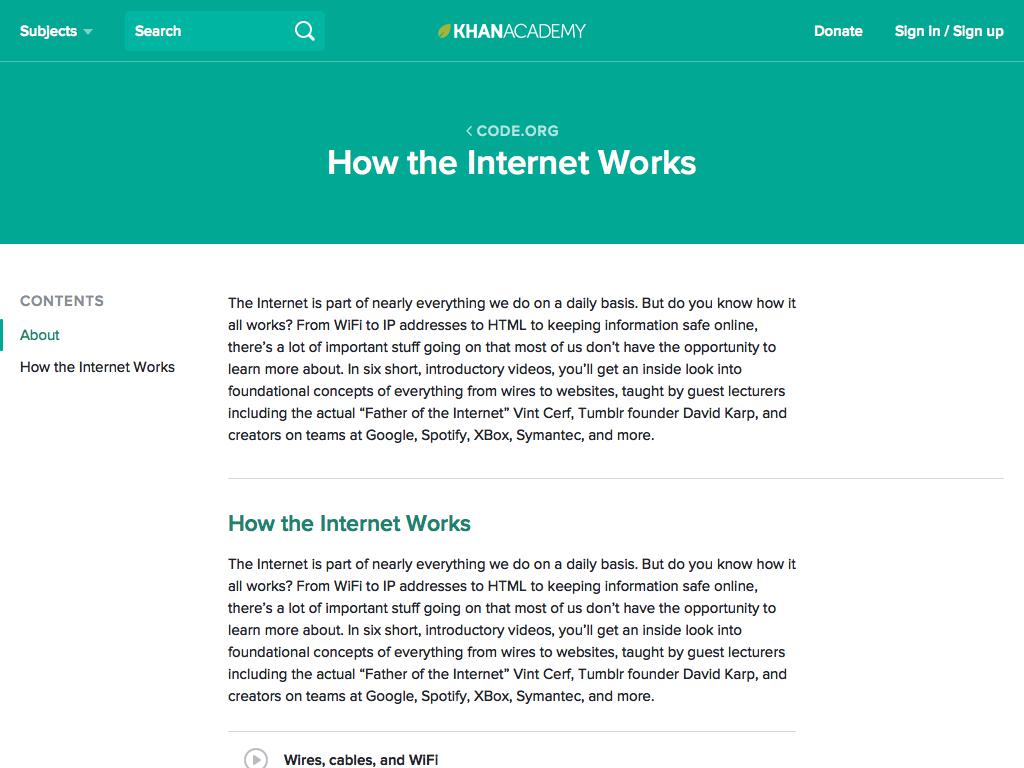 Subjects
Search
KHANACADEMY
Donate
Sign in / Sign up
CODE.ORG
How the Internet Works
CONTENTS
About
How the Internet Works
The Internet is part of nearly everything we do on a daily basis. But do you know how it
all works? From WiFi to IP addresses to HTML to keeping information safe online,
there’s a lot of important stuff going on that most of us don’t have the opportunity to
learn more about. In six short, introductory videos, you’ll get an inside look into
foundational concepts of everything from wires to websites, taught by guest lecturers
including the actual “Father of the Internet” Vint Cerf, Tumblr founder David Karp, and
creators on teams at Google, Spotify, XBox, Symantec, and more.
How the Internet Works
The Internet is part of nearly everything we do on a daily basis. But do you know how it
all works? From WiFi to IP addresses to HTML to keeping information safe online,
there’s a lot of important stuff going on that most of us don’t have the opportunity to
learn more about. In six short, introductory videos, you’ll get an inside look into
foundational concepts of everything from wires to websites, taught by guest lecturers
including the actual “Father of the Internet” Vint Cerf, Tumblr founder David Karp, and
creators on teams at Google, Spotify, XBox, Symantec, and more.
Wires, cables, and WiFi